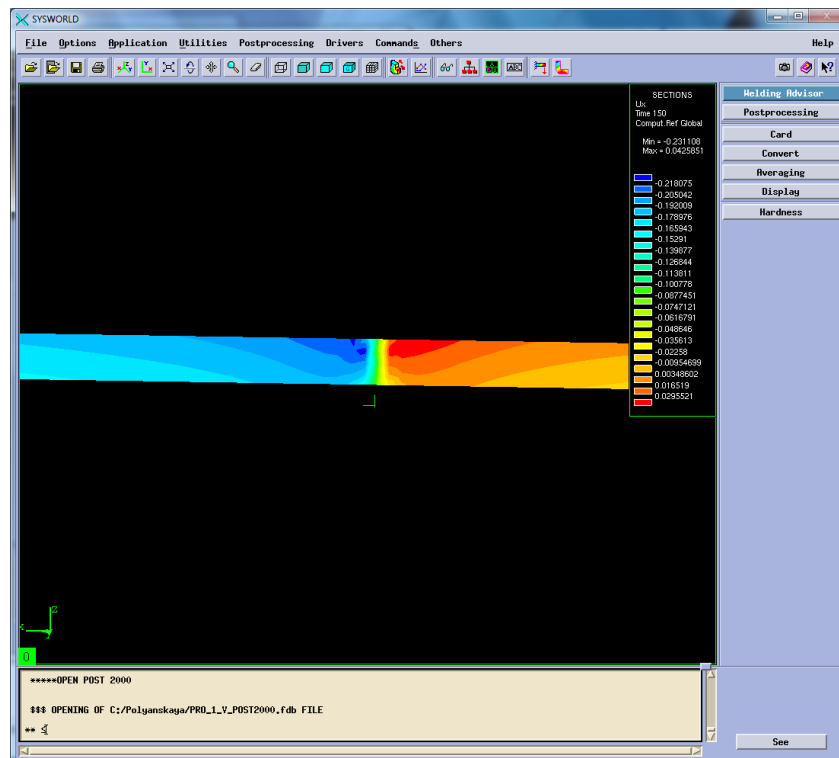 SYSWORLD
File Options Application Utilities Postprocessing Drivers Commands Others Help
SECTIONS
Ux
Time 150
Comput.Ref Global
Min = -0.231108
Max = 0.0425851
-0.218075
-0.205042
-0.192009
-0.178976
-0.165943
-0.15291
-0.139877
-0.126844
-0.113811
-0.100778
-0.0877451
-0.0747121
-0.0616791
-0.048646
-0.035613
-0.02258
-0.00954699
0.00348602
0.016519
0.0295521
Welding Advisor
Postprocessing
Card
Convert
Averaging
Display
Hardness
z
x
0
*****OPEN POST 2000
$$$ OPENING OF C:/Polyanskaya/PRO_1_V_POST2000.fdb FILE
**
See